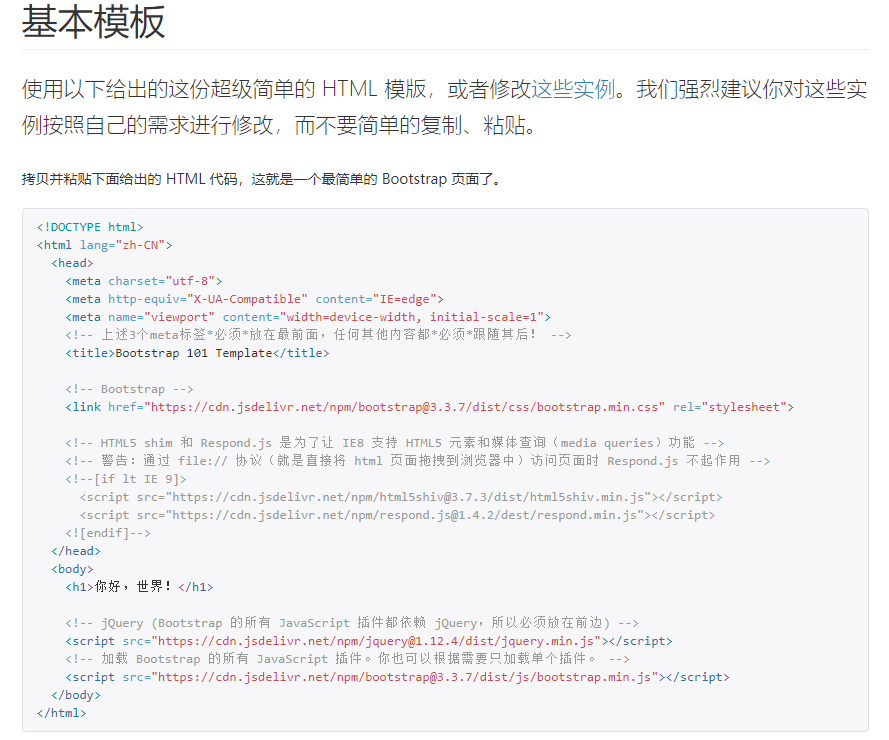 基本模板
使用以下给出的这份超级简单的 HTML 模版，或者修改这些实例。我们强烈建议你对这些实
例按照自己的需求进行修改，而不要简单的复制、粘贴。
拷贝并粘贴下面给出的 HTML 代码，这就是一个最简单的 Bootstrap 页面了。
<!DOCTYPE html>
<html lang="zh-CN">
  <head>
    <meta charset="utf-8">
    <meta http-equiv="X-UA-Compatible" content="IE=edge">
    <meta name="viewport" content="width=device-width, initial-scale=1">
    <!-- 上述3个meta标签*必须*放在最前面，任何其他内容都*必须*跟随其后！ -->
    <title>Bootstrap 101 Template</title>
    <!-- Bootstrap -->
    <link href="https://cdn.jsdelivr.net/npm/bootstrap@3.3.7/dist/css/bootstrap.min.css" rel="stylesheet">
    <!-- HTML5 shim 和 Respond.js 是为了让 IE8 支持 HTML5 元素和媒体查询（media queries）功能 -->
    <!-- 警告：通过 file:// 协议（就是直接将 html 页面拖拽到浏览器中）访问页面时 Respond.js 不起作用 -->
    <!--[if lt IE 9]>
      <script src="https://cdn.jsdelivr.net/npm/html5shiv@3.7.3/dist/html5shiv.min.js"></script>
      <script src="https://cdn.jsdelivr.net/npm/respond.js@1.4.2/dest/respond.min.js"></script>
    <![endif]-->
  </head>
  <body>
    <h1>你好，世界！</h1>
    <!-- jQuery (Bootstrap 的所有 JavaScript 插件都依赖 jQuery，所以必须放在前边) -->
    <script src="https://cdn.jsdelivr.net/npm/jquery@1.12.4/dist/jquery.min.js"></script>
    <!-- 加载 Bootstrap 的所有 JavaScript 插件。你也可以根据需要只加载单个插件。 -->
    <script src="https://cdn.jsdelivr.net/npm/bootstrap@3.3.7/dist/js/bootstrap.min.js"></script>
  </body>
</html>